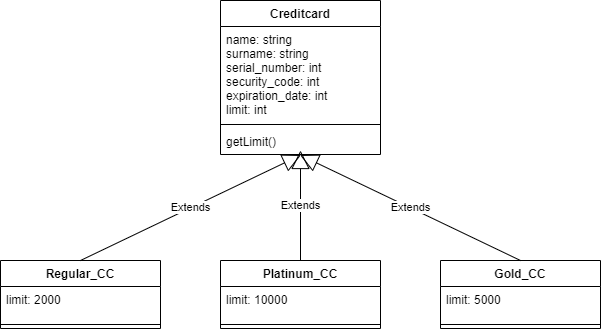 Creditcard
name: string
surname: string
serial_number: int
security_code: int
expiration_date: int
limit: int
getLimit()
Extends
Extends
Extends
Regular_CC
limit: 2000
Platinum_CC
limit: 10000
Gold_CC
limit: 5000